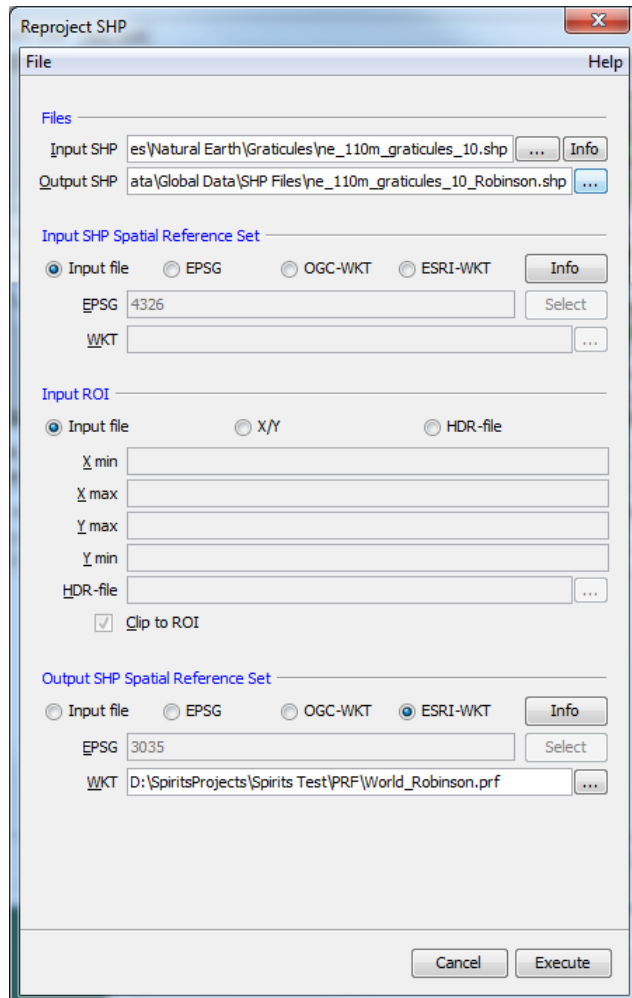 Reproject SHP
File Help
Files
Input SHP es\Natural Earth\Graticules\ne_110m_graticules_10.shp ... Info
Output SHP ata\Global Data\SHP Files\ne_110m_graticules_10_Robinson.shp ...
Input SHP Spatial Reference Set
Input file EPSG OGC-WKT ESRI-WKT Info
EPSG 4326 Select
WKT ...
Input ROI
Input file X/Y HDR-file
X min
X max
Y max
Y min
HDR-file ...
Clip to ROI
Output SHP Spatial Reference Set
Input file EPSG OGC-WKT ESRI-WKT Info
EPSG 3035 Select
WKT D:\SpiritsProjects\Spirits Test\PRF\World_Robinson.prf ...
Cancel Execute